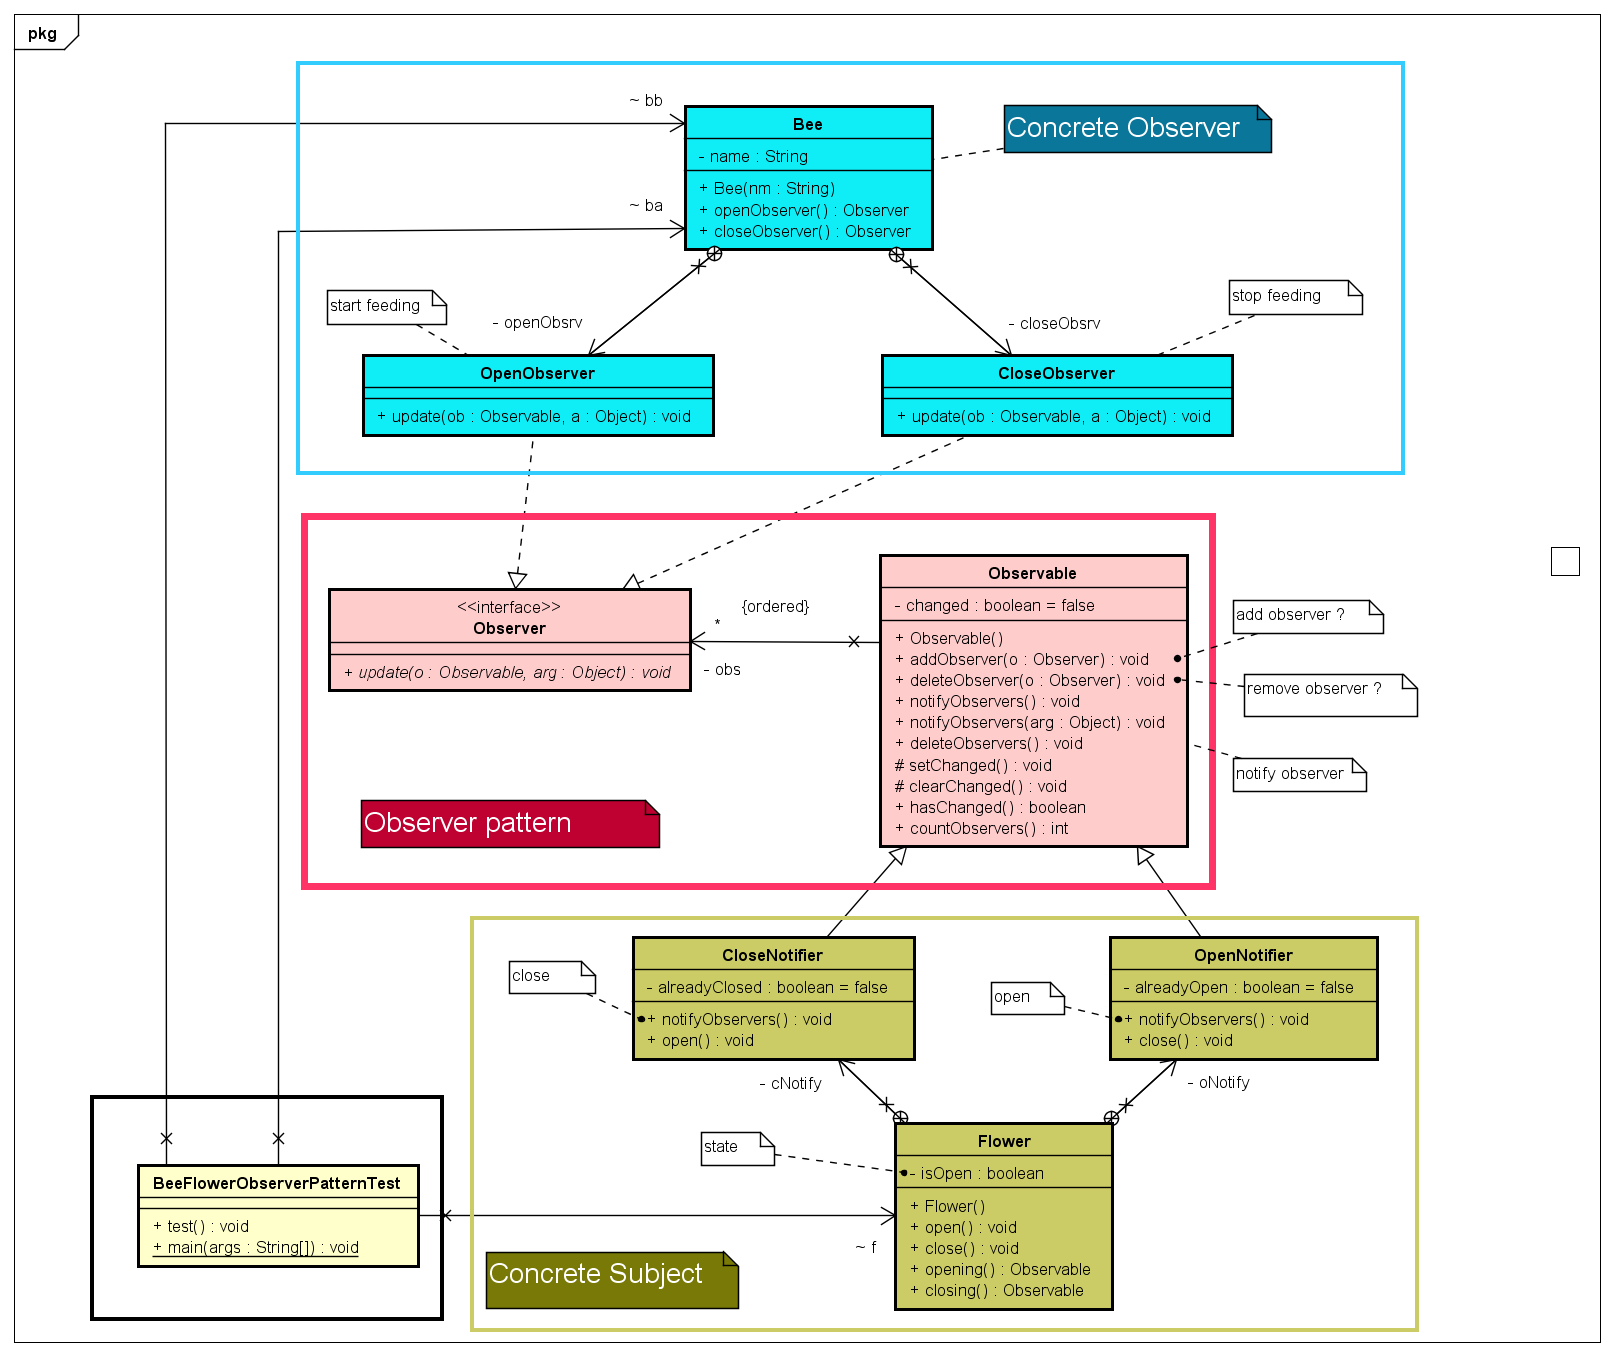 pkg
~ bb
Bee
- name : String
+ Bee(nm : String)
+ openObserver() : Observer
+ closeObserver() : Observer
Concrete Observer
~ ba
start feeding
- openObsrv
- closeObsrv
stop feeding
OpenObserver
+ update(ob : Observable, a : Object) : void
CloseObserver
+ update(ob : Observable, a : Object) : void
<<interface>>
Observer
+ update(o : Observable, arg : Object) : void
{ordered}
*
- obs
Observable
- changed : boolean = false
+ Observable()
+ addObserver(o : Observer) : void
+ deleteObserver(o : Observer) : void
+ notifyObservers() : void
+ notifyObservers(arg : Object) : void
+ deleteObservers() : void
# setChanged() : void
# clearChanged() : void
+ hasChanged() : boolean
+ countObservers() : int
add observer ?
remove observer ?
notify observer
Observer pattern
close
CloseNotifier
- alreadyClosed : boolean = false
+ notifyObservers() : void
+ open() : void
open
OpenNotifier
- alreadyOpen : boolean = false
+ notifyObservers() : void
+ close() : void
- cNotify
- oNotify
state
Flower
- isOpen : boolean
+ Flower()
+ open() : void
+ close() : void
+ opening() : Observable
+ closing() : Observable
BeeFlowerObserverPatternTest
+ test() : void
+ main(args : String[]) : void
~ f
Concrete Subject